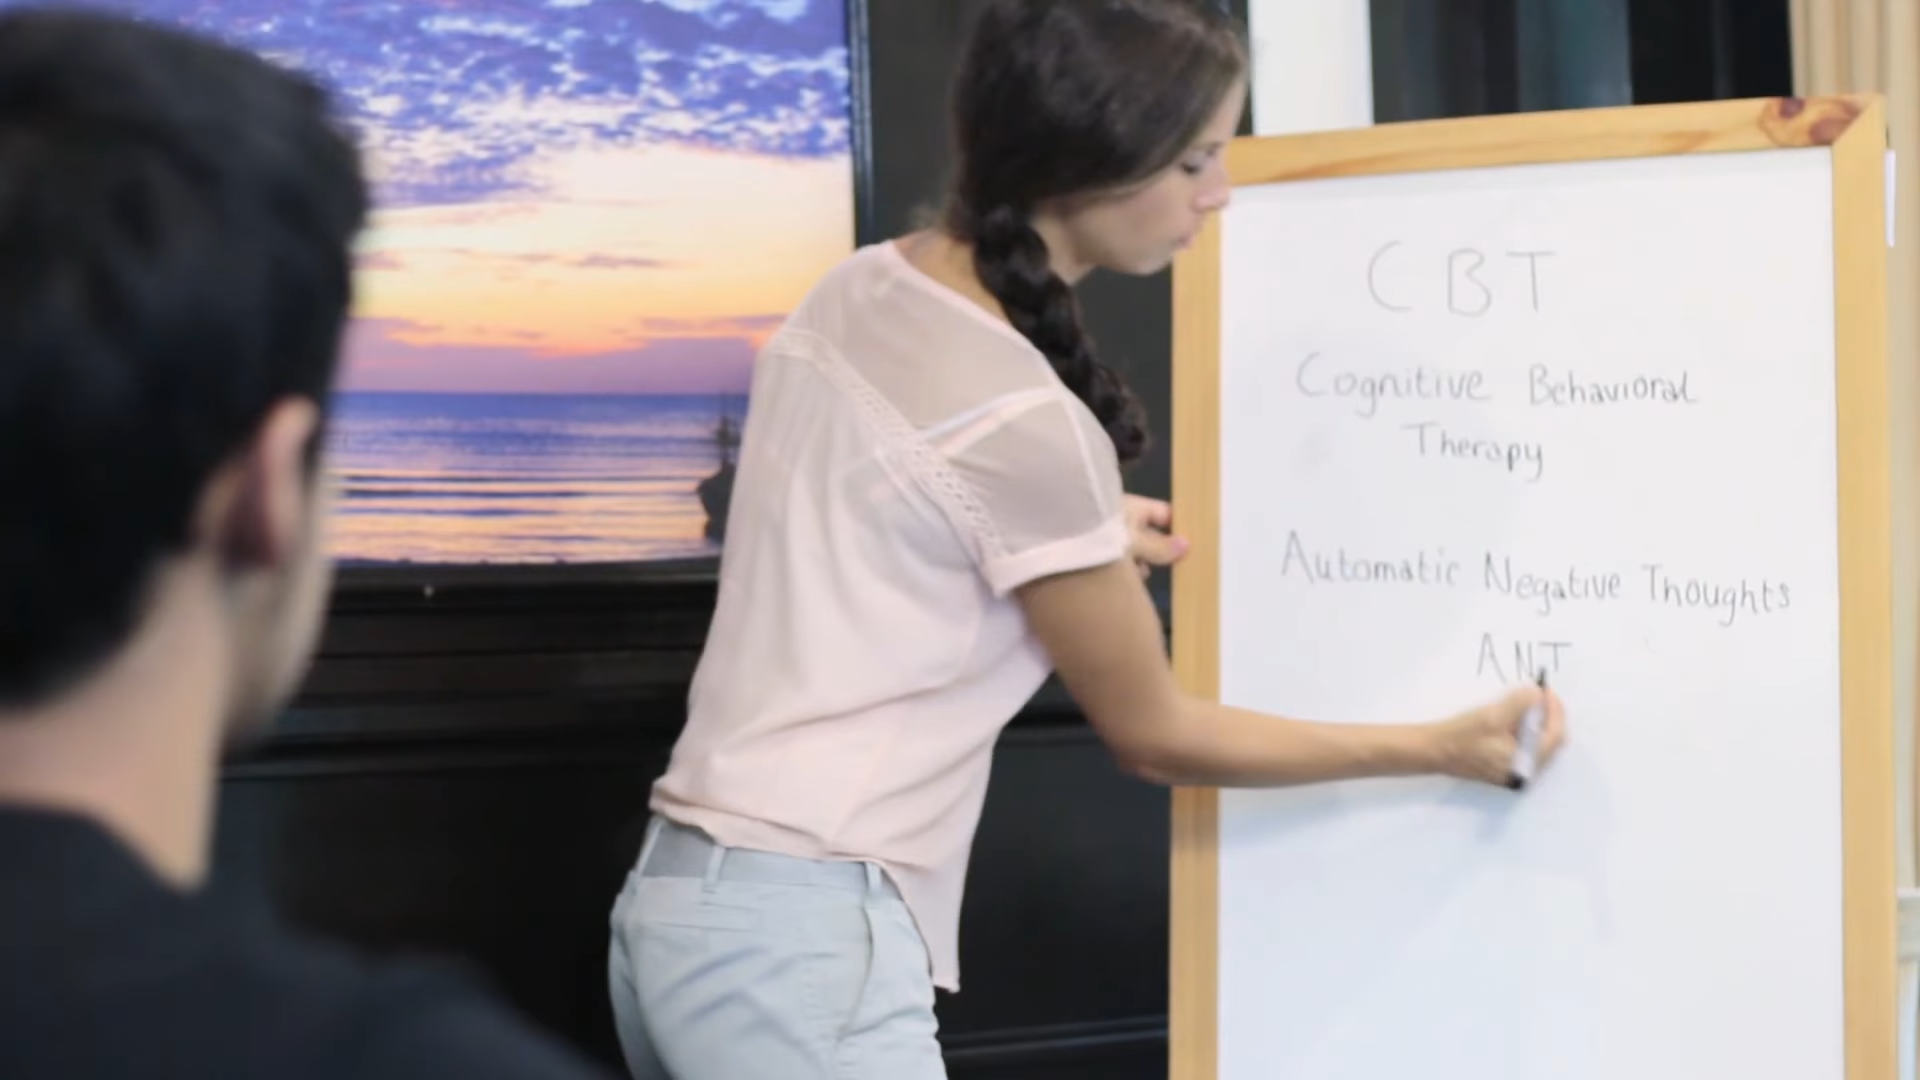 CBT
Cognitive Behavioral
Therapy
Automatic Negative Thoughts
ANT